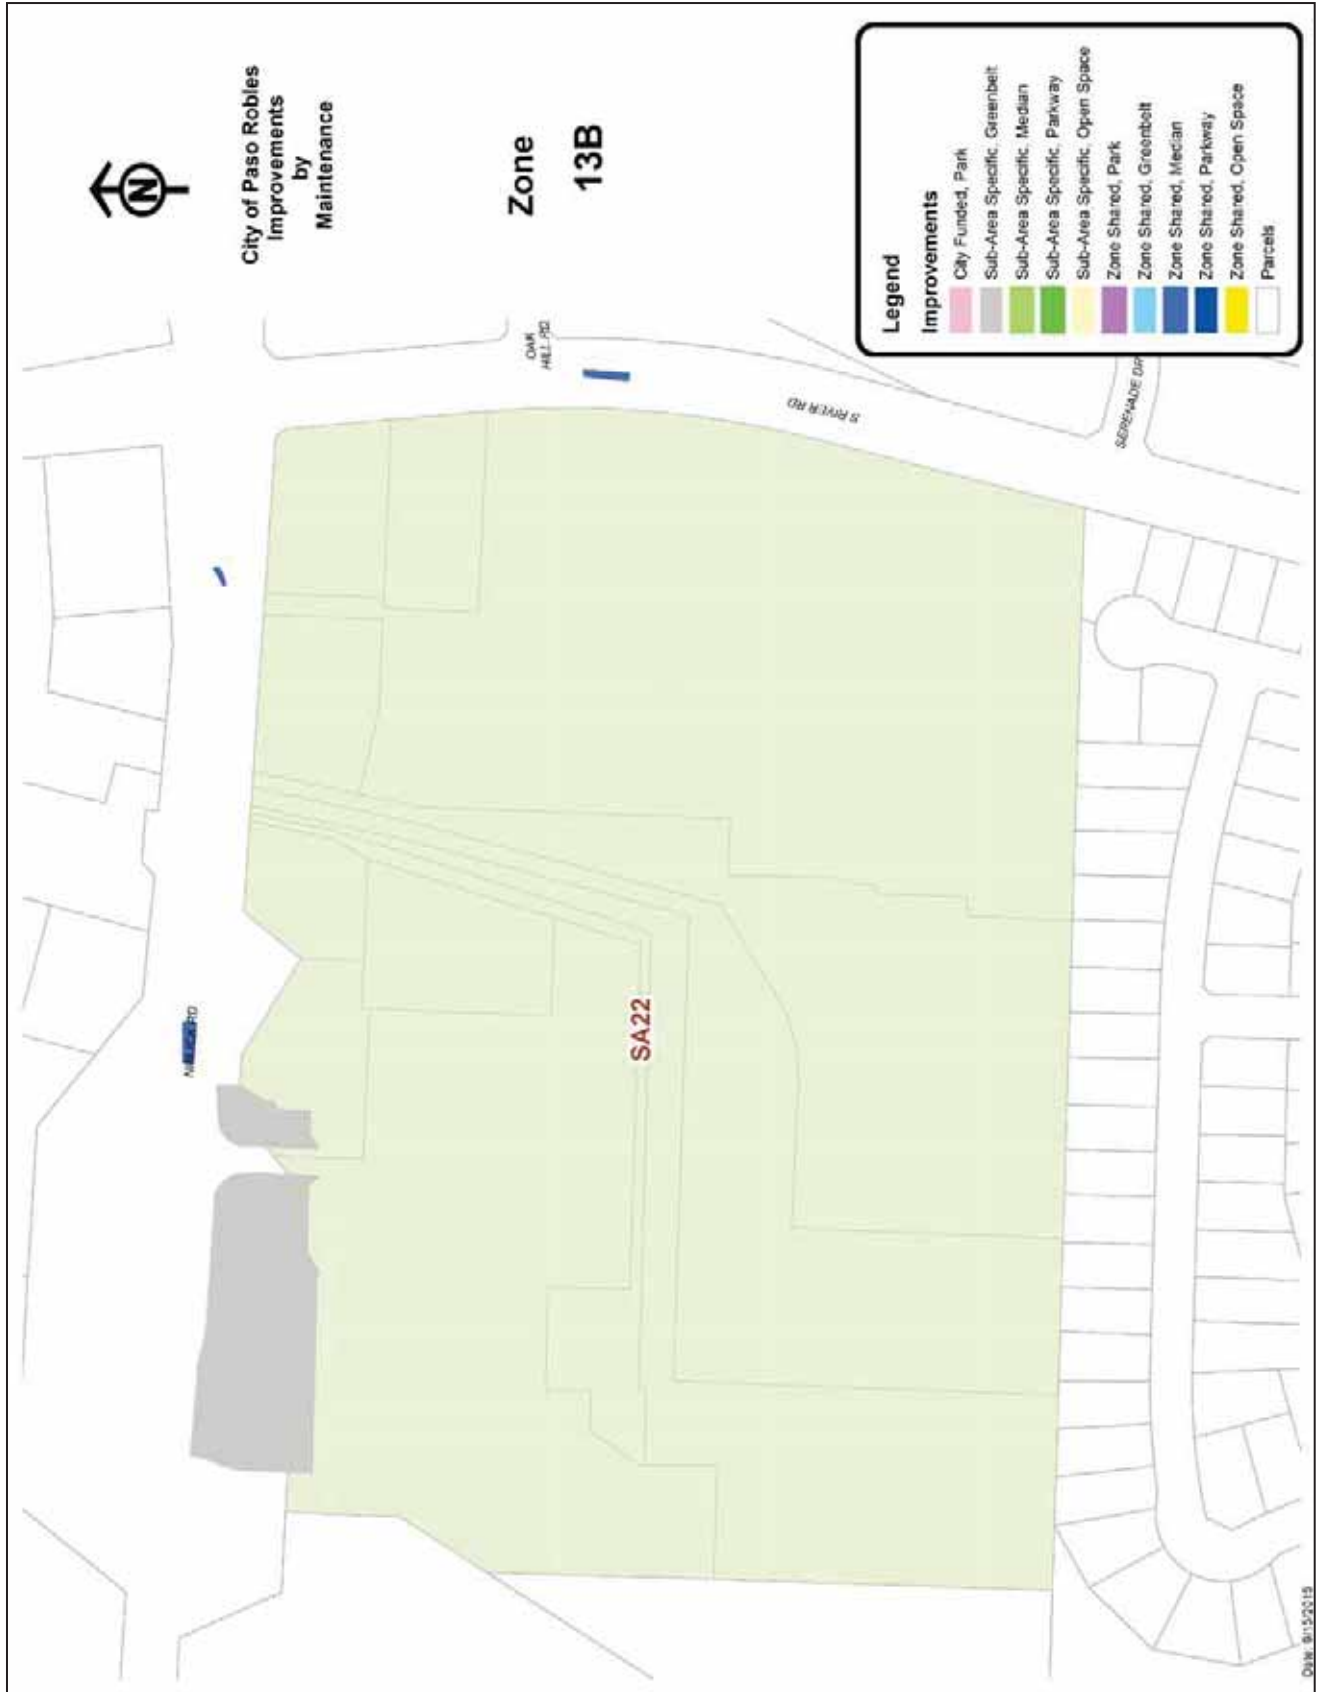 N
City of Paso Robles
Improvements
by
Maintenance
Zone
13B
OAK
HILL RD
S RIVER RD
SERENADE DR
SA22
Legend
Improvements
City Funded, Park
Sub-Area Specific, Greenbelt
Sub-Area Specific, Median
Sub-Area Specific, Parkway
Sub-Area Specific, Open Space
Zone Shared, Park
Zone Shared, Greenbelt
Zone Shared, Median
Zone Shared, Parkway
Zone Shared, Open Space
Parcels
Date: 9/15/2015